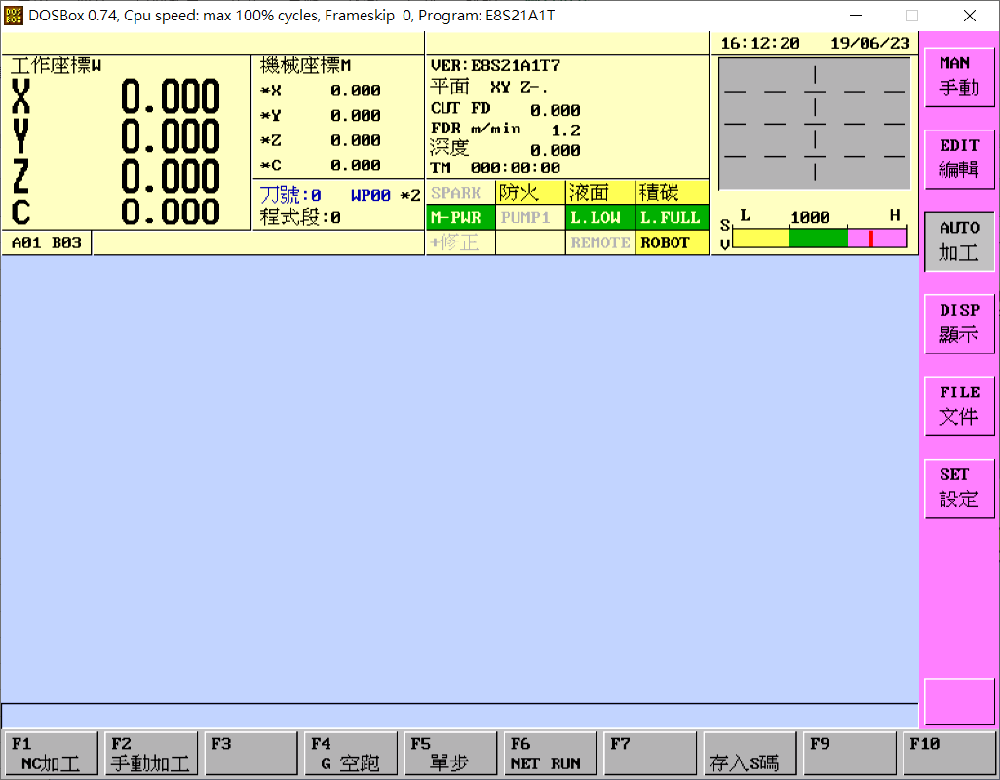 DOSBox 0.74, Cpu speed: max 100% cycles, Frameskip 0, Program: E8S21A1T
16:12:20 19/06/23
工作座標W
X 0.000
Y 0.000
Z 0.000
C 0.000
A01 B03
機械座標M
*X 0.000
*Y 0.000
*Z 0.000
*C 0.000
刀號:0 WP00 *2
程式段:0
VER:E8S21A1T7
平面 XY Z-.
CUT FD 0.000
FDR m/min 1.2
深度 0.000
TM 000:00:00
SPARK 防火 液面 積碳
M-PWR PUMP1 L.LOW L.FULL
+修正 REMOTE ROBOT
L 1000 H
S
V
MAN
手動
EDIT
編輯
AUTO
加工
DISP
顯示
FILE
文件
SET
設定
F1
NC加工
F2
手動加工
F3
F4
G 空跑
F5
單步
F6
NET RUN
F7
存入S碼
F9
F10